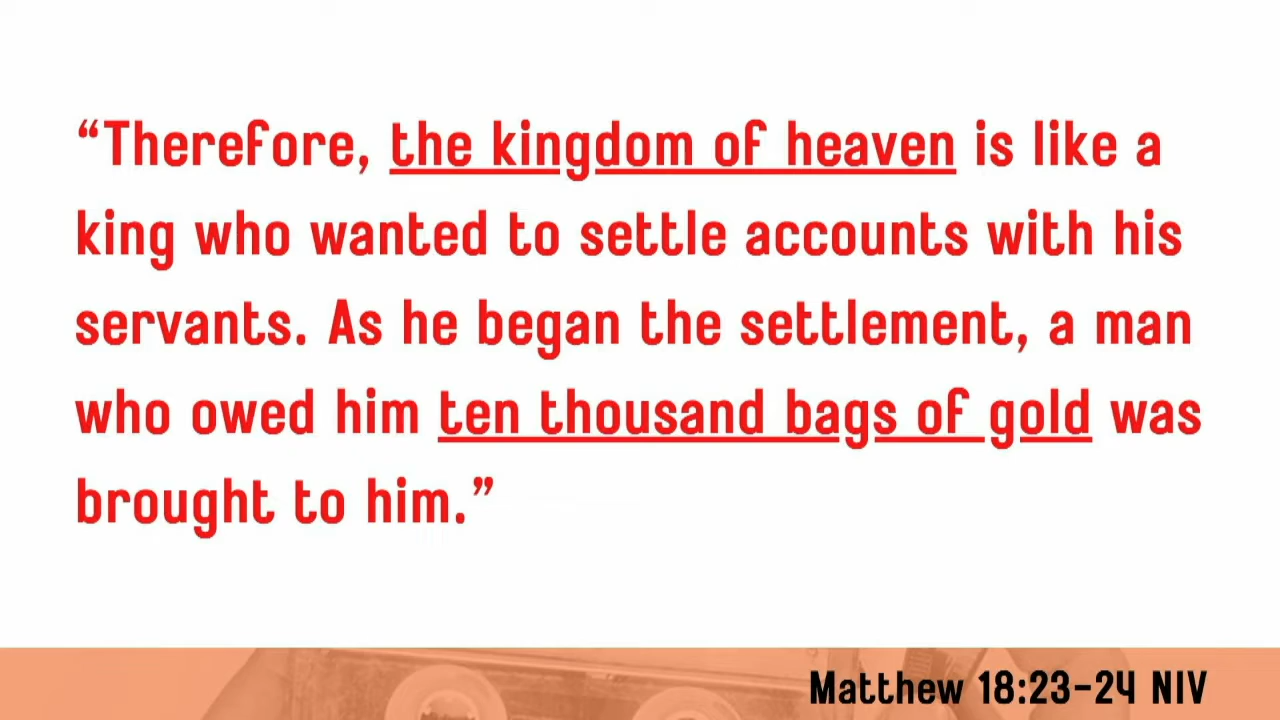 “Therefore, the kingdom of heaven is like a
king who wanted to settle accounts with his
servants. As he began the settlement, a man
who owed him ten thousand bags of gold was
brought to him.”
Matthew 18:23-24 NIV